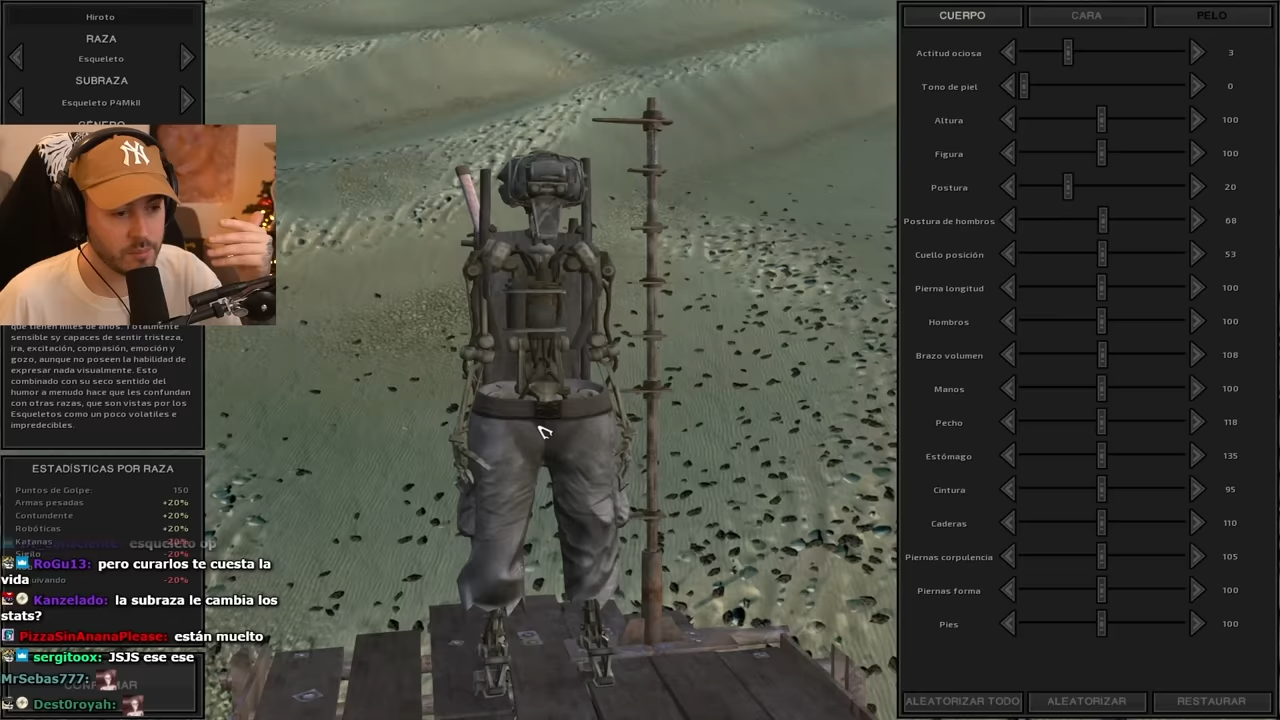 Hiroto
RAZA
Esqueleto
SUBRAZA
Esqueleto P4MkII
GÉNERO
que tienen miles de años. Totalmente
sensible sy capaces de sentir tristeza,
ira, excitación, compasión, emoción y
gozo, aunque no poseen la habilidad de
expresar nada visualmente. Esto
combinado con su seco sentido del
humor a menudo hace que les confundan
con otras razas, que son vistas por los
Esqueletos como un poco volatiles e
impredecibles.
ESTADÍSTICAS POR RAZA
Puntos de Golpe: 150
Armas pesadas +20%
Contundente +20%
Robóticas +20%
Katanas -20%
Sigilo -20%
uivando -20%
esqueleto op
RoGu13: pero curarlos te cuesta la
vida
Kanzelado: la subraza le cambia los
stats?
PizzaSinAnanaPlease: están muelto
sergitoox: JSJS ese ese
MrSebas777:
Dest0royah:
NY
CUERPO
CARA
PELO
Actitud ociosa 3
Tono de piel 0
Altura 100
Figura 100
Postura 20
Postura de hombros 68
Cuello posición 53
Pierna longitud 100
Hombros 100
Brazo volumen 108
Manos 100
Pecho 118
Estómago 135
Cintura 95
Caderas 110
Piernas corpulencia 105
Piernas forma 100
Pies 100
ALEATORIZAR TODO
ALEATORIZAR
RESTAURAR